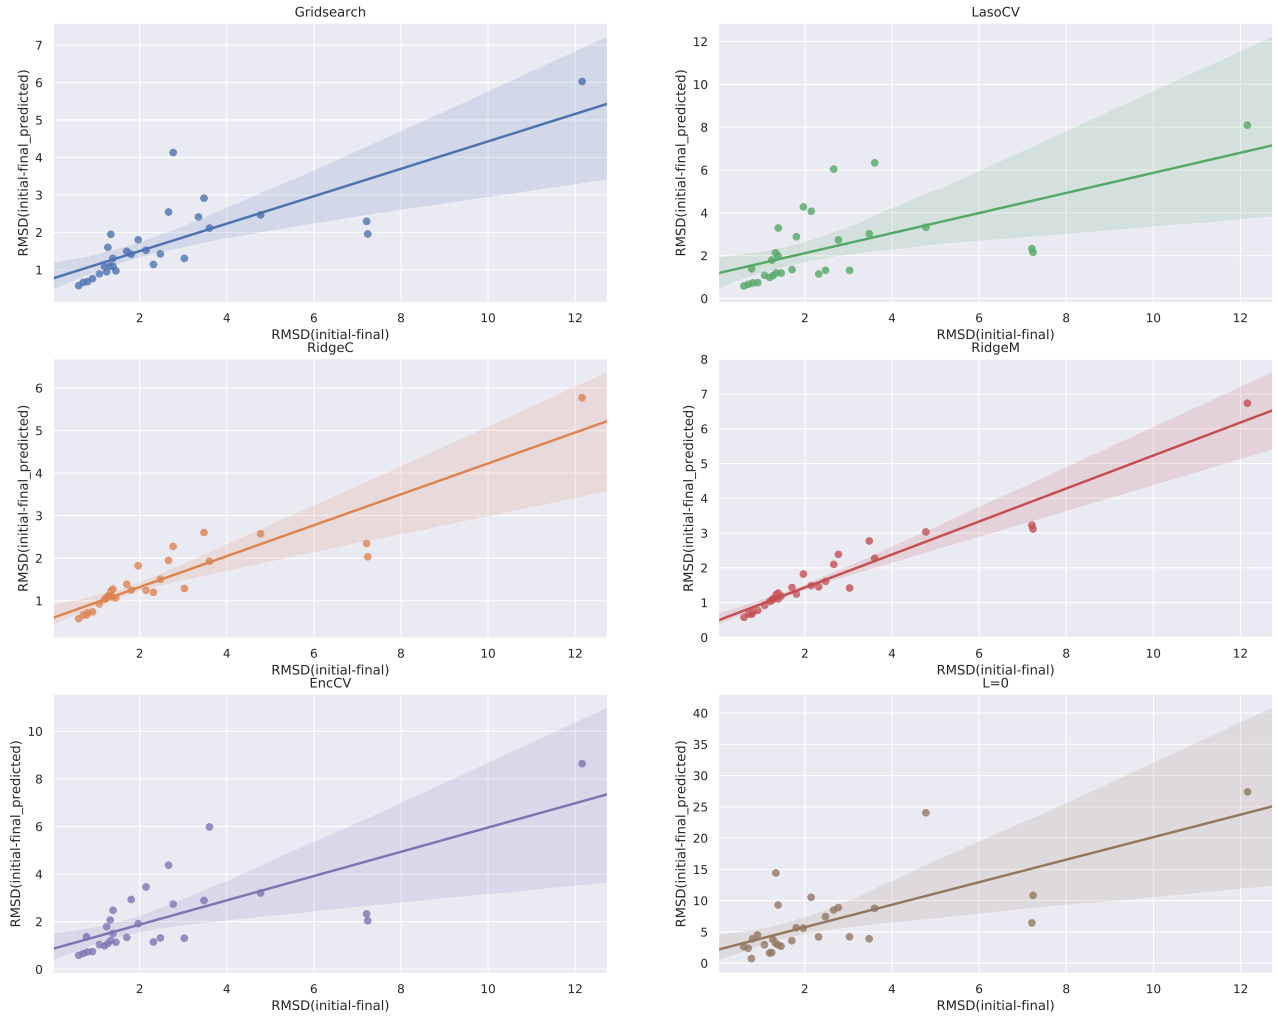 Gridsearch
RMSD(initial-final_predicted)
7
6
5
4
3
2
1
2 4 6 8 10 12
RMSD(initial-final)
LasoCV
RMSD(initial-final_predicted)
12
10
8
6
4
2
0
2 4 6 8 10 12
RMSD(initial-final)
RidgeC
RMSD(initial-final_predicted)
6
5
4
3
2
1
2 4 6 8 10 12
RMSD(initial-final)
RidgeM
RMSD(initial-final_predicted)
8
7
6
5
4
3
2
1
0
2 4 6 8 10 12
RMSD(initial-final)
EncCV
RMSD(initial-final_predicted)
10
8
6
4
2
0
2 4 6 8 10 12
RMSD(initial-final)
L=0
RMSD(initial-final_predicted)
40
35
30
25
20
15
10
5
0
2 4 6 8 10 12
RMSD(initial-final)